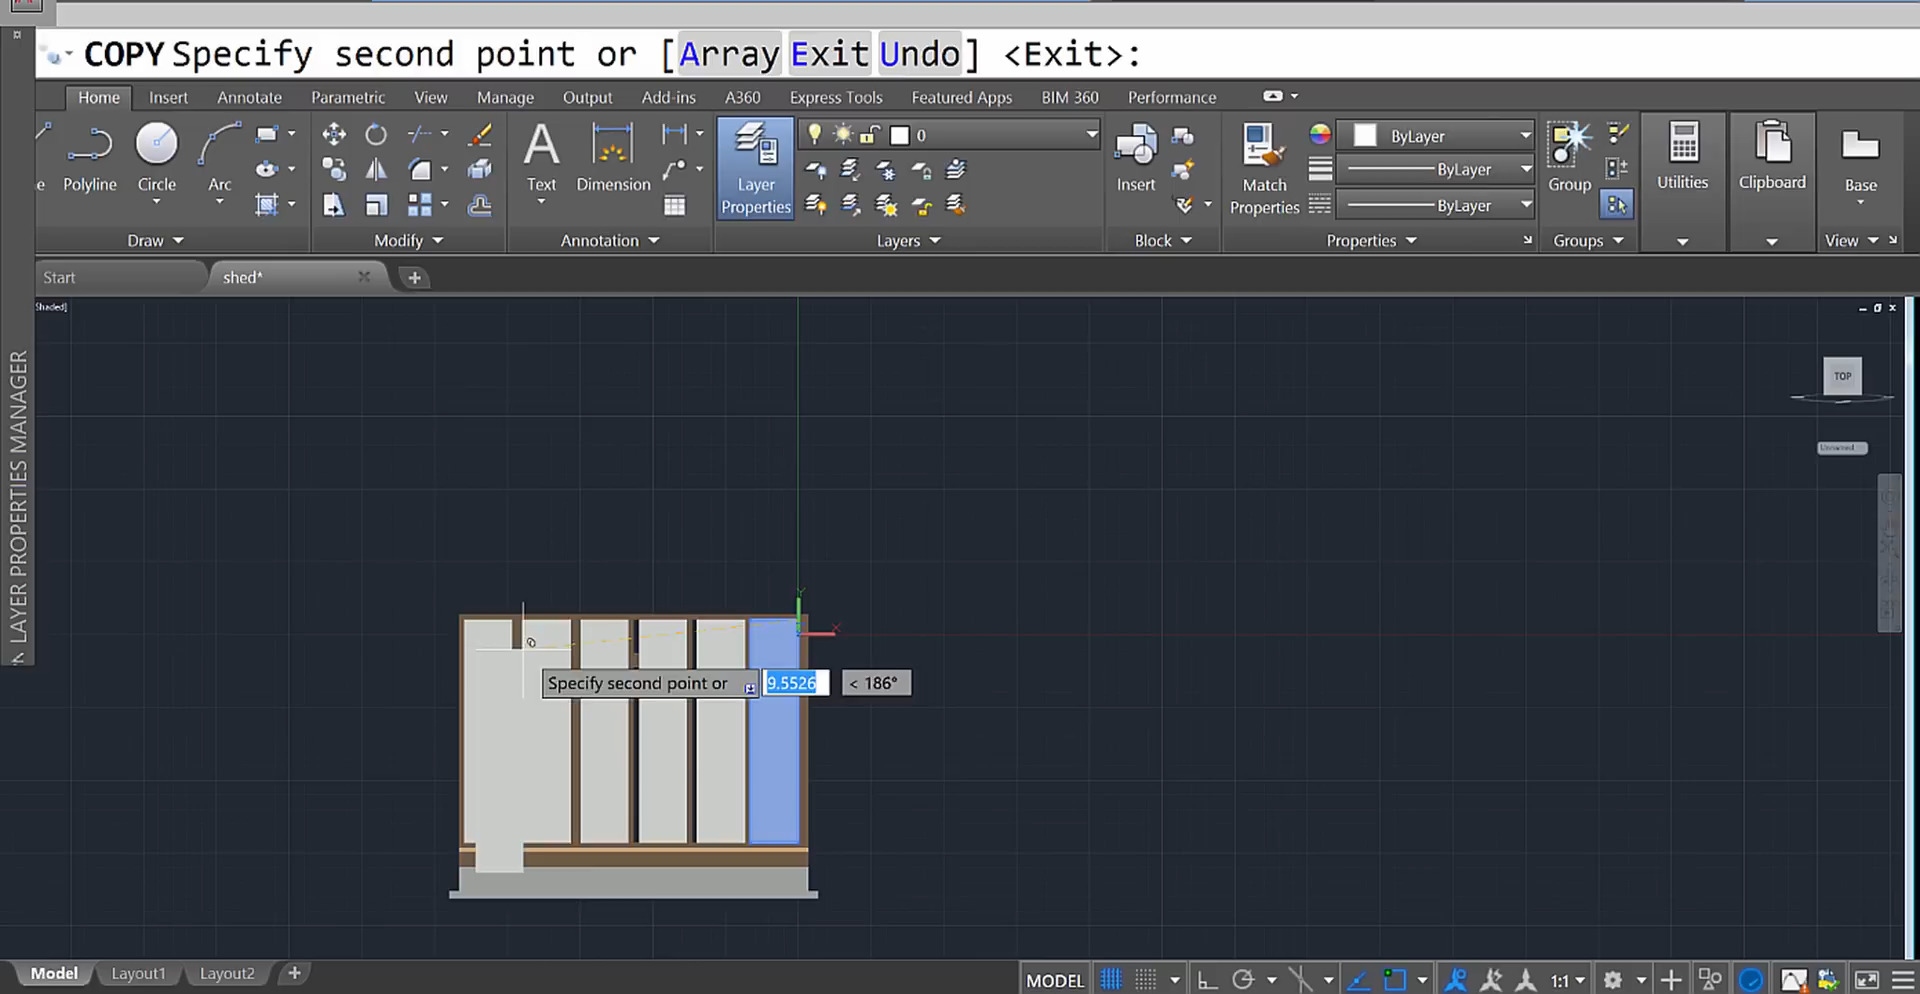 COPY Specify second point or [Array Exit Undo] <Exit>:
Home Insert Annotate Parametric View Manage Output Add-ins A360 Express Tools Featured Apps BIM 360 Performance
0
ByLayer
ByLayer
ByLayer
Polyline Circle Arc Text Dimension Layer Properties Insert Match Properties Group Utilities Clipboard Base
Draw Modify Annotation Layers Block Properties Groups View
Start shed*
Shaded]
TOP
Unnamed
Y
X
Specify second point or 9.5526 < 186°
LAYER PROPERTIES MANAGER
Model Layout1 Layout2 +
MODEL 1:1